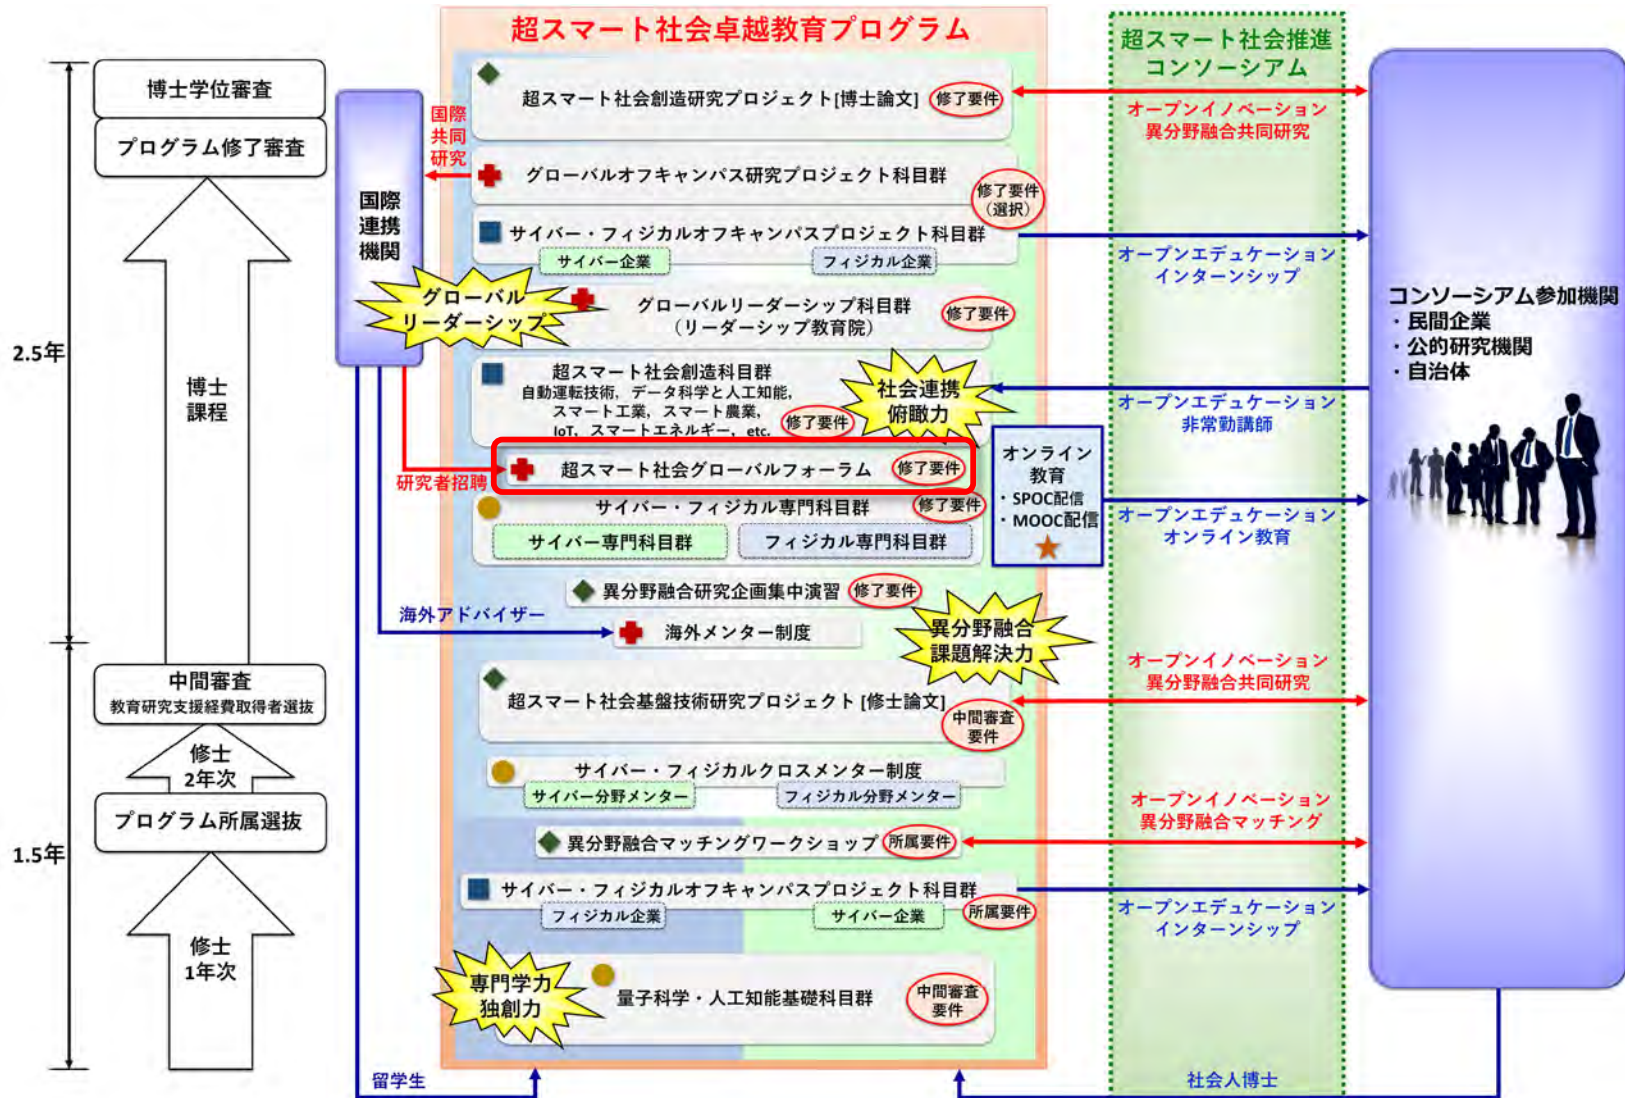 超スマート社会卓越教育プログラム
超スマート社会推進
コンソーシアム
博士学位審査
プログラム修了審査
博士
課程
中間審査
教育研究支援経費取得者選抜
修士
2年次
プログラム所属選抜
修士
1年次
2.5年
1.5年
国際
連携
機関
国際
共同
研究
超スマート社会創造研究プロジェクト[博士論文]
修了要件
オープンイノベーション
異分野融合共同研究
グローバルオフキャンパス研究プロジェクト科目群
修了要件
（選択）
サイバー・フィジカルオフキャンパスプロジェクト科目群
サイバー企業
フィジカル企業
オープンエデュケーション
インターンシップ
グローバル
リーダーシップ
グローバルリーダーシップ科目群
（リーダーシップ教育院）
修了要件
超スマート社会創造科目群
自動運転技術，データ科学と人工知能，
スマート工業，スマート農業，
IoT，スマートエネルギー，etc.
修了要件
社会連携
俯瞰力
オープンエデュケーション
非常勤講師
研究者招聘
超スマート社会グローバルフォーラム
修了要件
オンライン
教育
・SPOC配信
・MOOC配信
サイバー・フィジカル専門科目群
修了要件
サイバー専門科目群
フィジカル専門科目群
オープンエデュケーション
オンライン教育
異分野融合研究企画集中演習
修了要件
海外アドバイザー
海外メンター制度
異分野融合
課題解決力
超スマート社会基盤技術研究プロジェクト [修士論文]
中間審査
要件
オープンイノベーション
異分野融合共同研究
サイバー・フィジカルクロスメンター制度
サイバー分野メンター
フィジカル分野メンター
オープンイノベーション
異分野融合マッチング
異分野融合マッチングワークショップ
所属要件
サイバー・フィジカルオフキャンパスプロジェクト科目群
フィジカル企業
サイバー企業
所属要件
オープンエデュケーション
インターンシップ
専門学力
独創力
量子科学・人工知能基礎科目群
中間審査
要件
留学生
社会人博士
コンソーシアム参加機関
・民間企業
・公的研究機関
・自治体